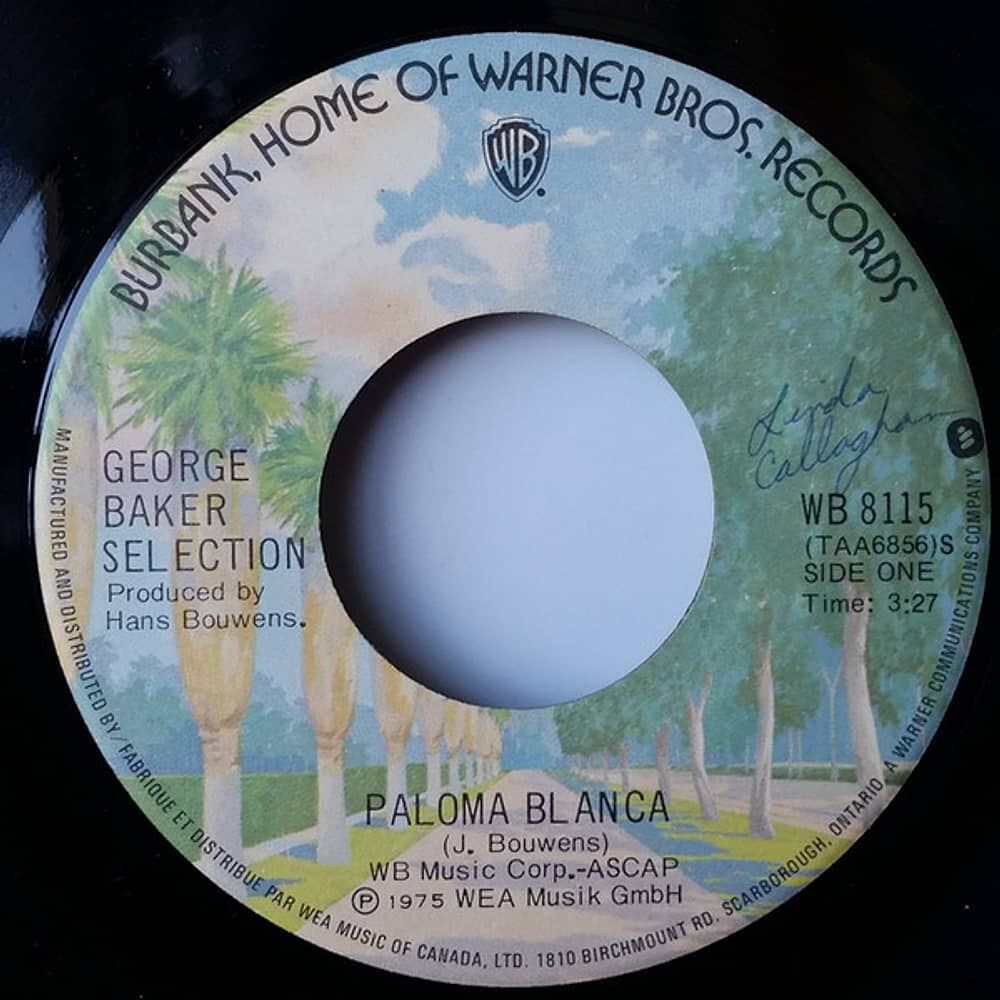 BURBANK, HOME OF WARNER BROS. RECORDS
WB
Linda
Callaghan
GEORGE
BAKER
SELECTION
Produced by
Hans Bouwens.
WB 8115
(TAA6856)S
SIDE ONE
Time: 3:27
PALOMA BLANCA
(J. Bouwens)
WB Music Corp.-ASCAP
Ⓟ 1975 WEA Musik GmbH
MANUFACTURED AND DISTRIBUTED BY/FABRIQUE ET DISTRIBUE PAR WEA MUSIC OF CANADA, LTD. 1810 BIRCHMOUNT RD. SCARBOROUGH, ONTARIO, A WARNER COMMUNICATIONS COMPANY